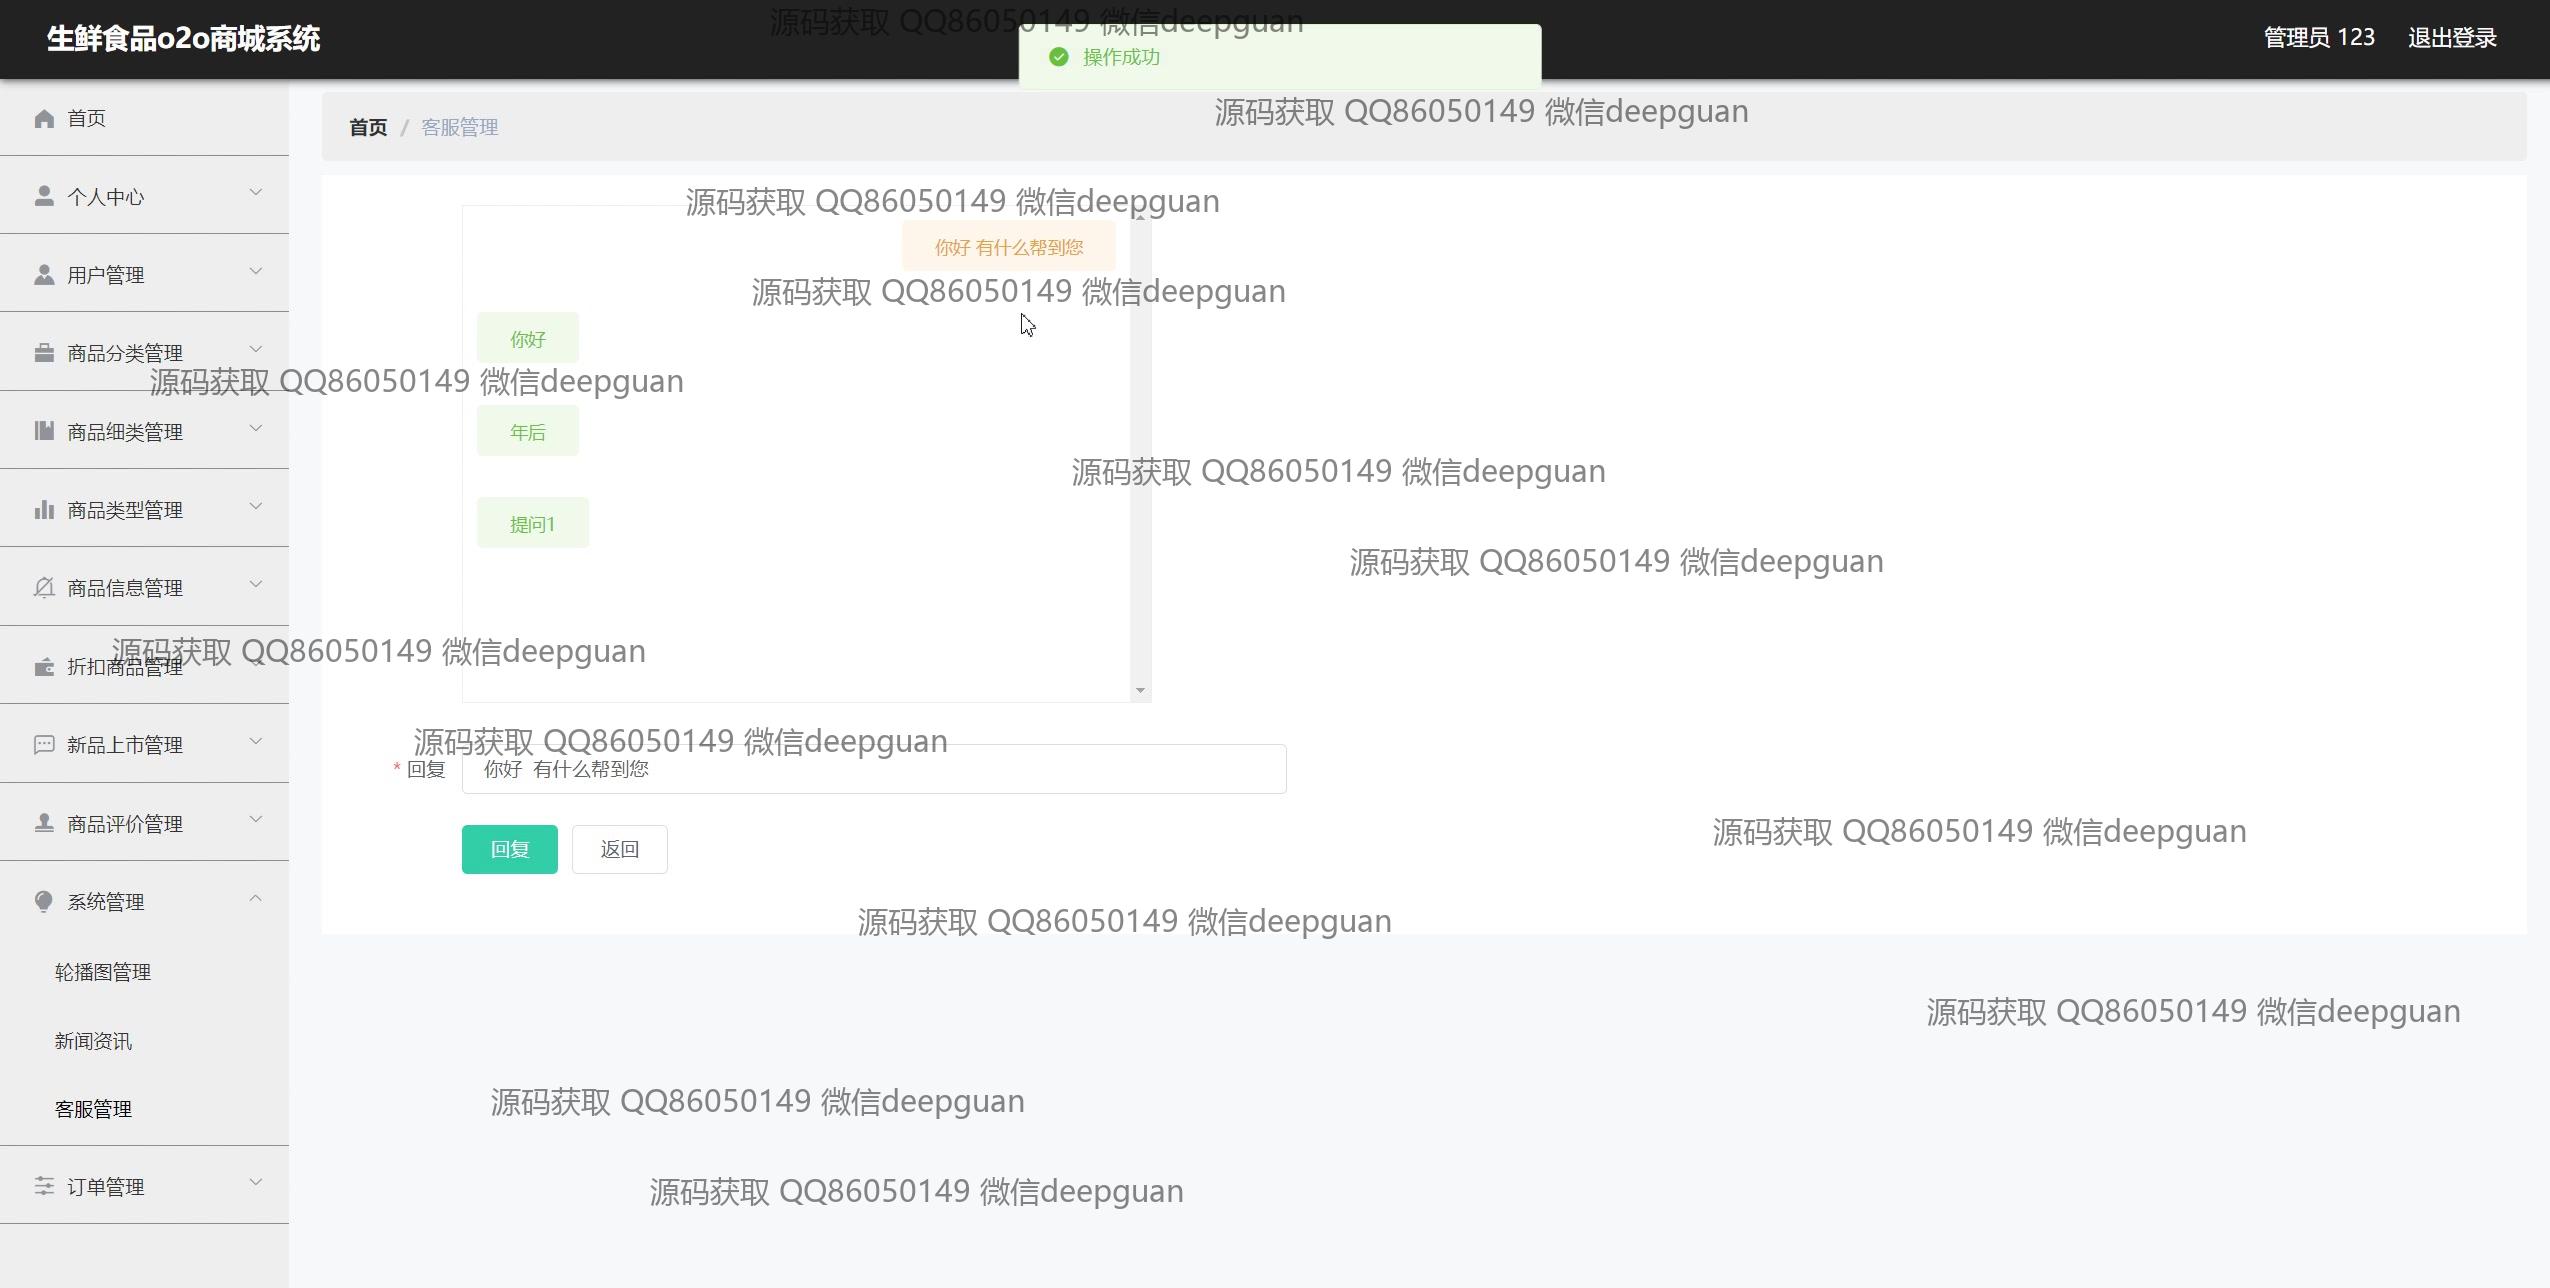 生鲜食品o2o商城系统
源码获取 QQ86050149 微信deepguan
操作成功
管理员 123
退出登录
首页 / 客服管理
源码获取 QQ86050149 微信deepguan
首页
个人中心
用户管理
商品分类管理
商品细类管理
商品类型管理
商品信息管理
折扣商品管理
新品上市管理
商品评价管理
系统管理
轮播图管理
新闻资讯
客服管理
订单管理
源码获取 QQ86050149 微信deepguan
你好 有什么帮到您
源码获取 QQ86050149 微信deepguan
你好
源码获取 QQ86050149 微信deepguan
年后
源码获取 QQ86050149 微信deepguan
提问1
源码获取 QQ86050149 微信deepguan
源码获取 QQ86050149 微信deepguan
源码获取 QQ86050149 微信deepguan
* 回复 你好 有什么帮到您
源码获取 QQ86050149 微信deepguan
回复 返回
源码获取 QQ86050149 微信deepguan
源码获取 QQ86050149 微信deepguan
源码获取 QQ86050149 微信deepguan
源码获取 QQ86050149 微信deepguan